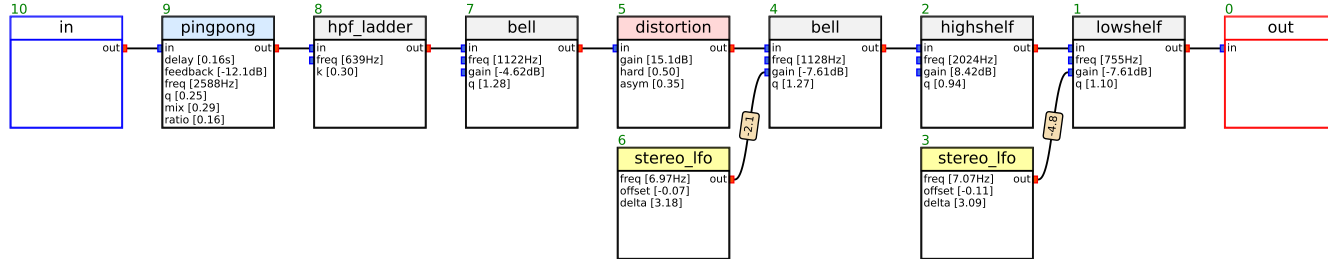 10
in
out
9
pingpong
in out
delay [0.16s]
feedback [-12.1dB]
freq [2588Hz]
q [0.25]
mix [0.29]
ratio [0.16]
8
hpf_ladder
in out
freq [639Hz]
k [0.30]
7
bell
in out
freq [1122Hz]
gain [-4.62dB]
q [1.28]
5
distortion
in out
gain [15.1dB]
hard [0.50]
asym [0.35]
4
bell
in out
freq [1128Hz]
gain [-7.61dB]
q [1.27]
2
highshelf
in out
freq [2024Hz]
gain [8.42dB]
q [0.94]
1
lowshelf
in out
freq [755Hz]
gain [-7.61dB]
q [1.10]
0
out
in
-2.1
-4.8
6
stereo_lfo
freq [6.97Hz] out
offset [-0.07]
delta [3.18]
3
stereo_lfo
freq [7.07Hz] out
offset [-0.11]
delta [3.09]